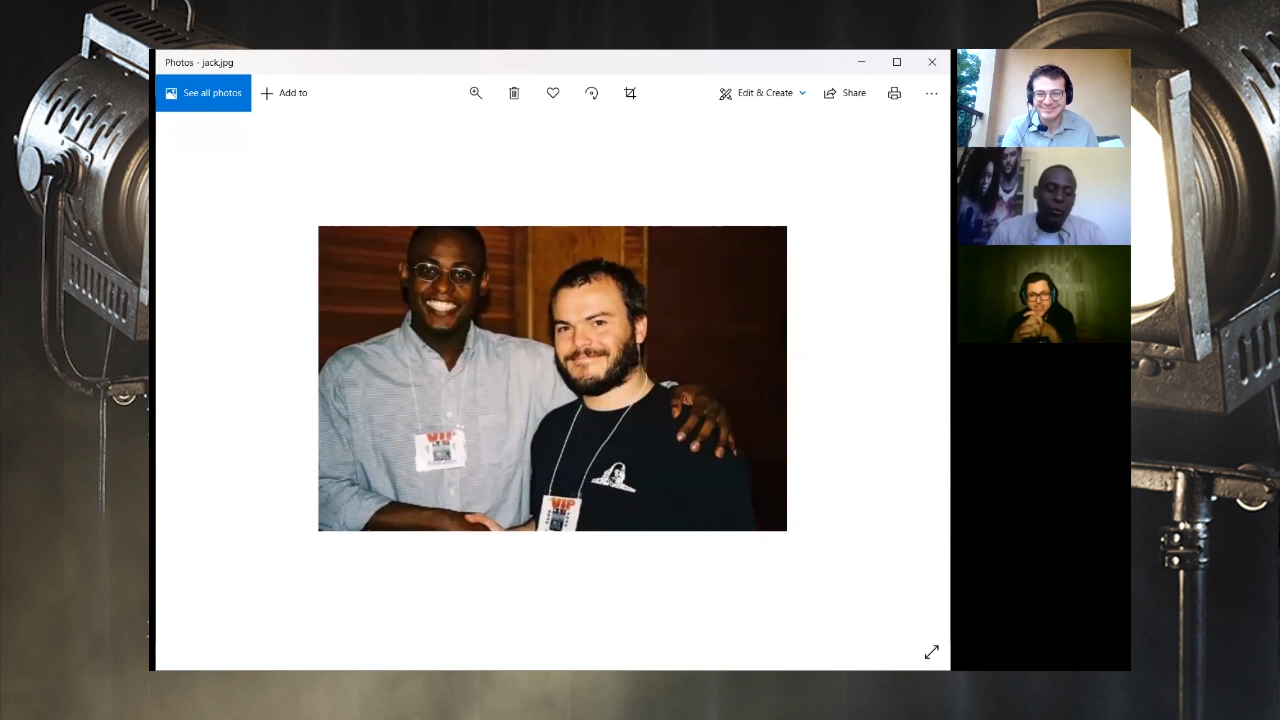 Photos - jack.jpg
See all photos
Add to
Edit & Create
Share
VIP
VIP